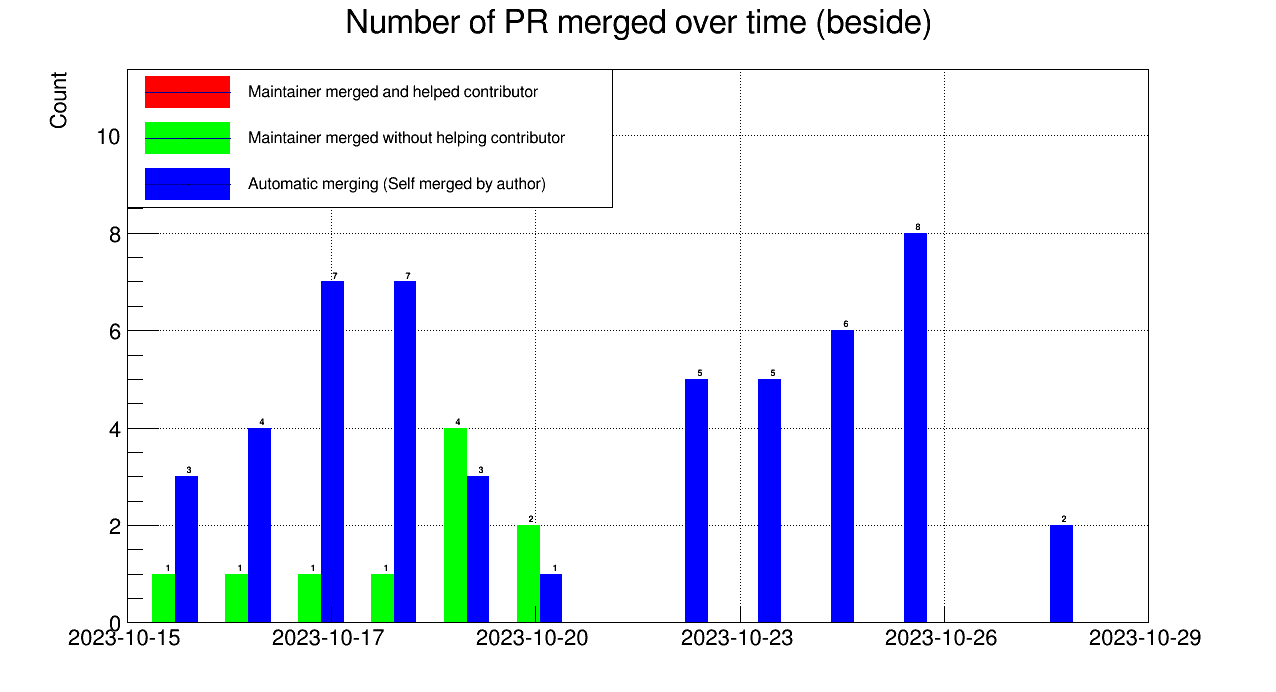 Number of PR merged over time (beside)
Count
Maintainer merged and helped contributor
Maintainer merged without helping contributor
Automatic merging (Self merged by author)
10
8
6
4
2
0
1 3 1 4 1 7 1 7 4 3 2 1 5 5 6 8 2
2023-10-15 2023-10-17 2023-10-20 2023-10-23 2023-10-26 2023-10-29